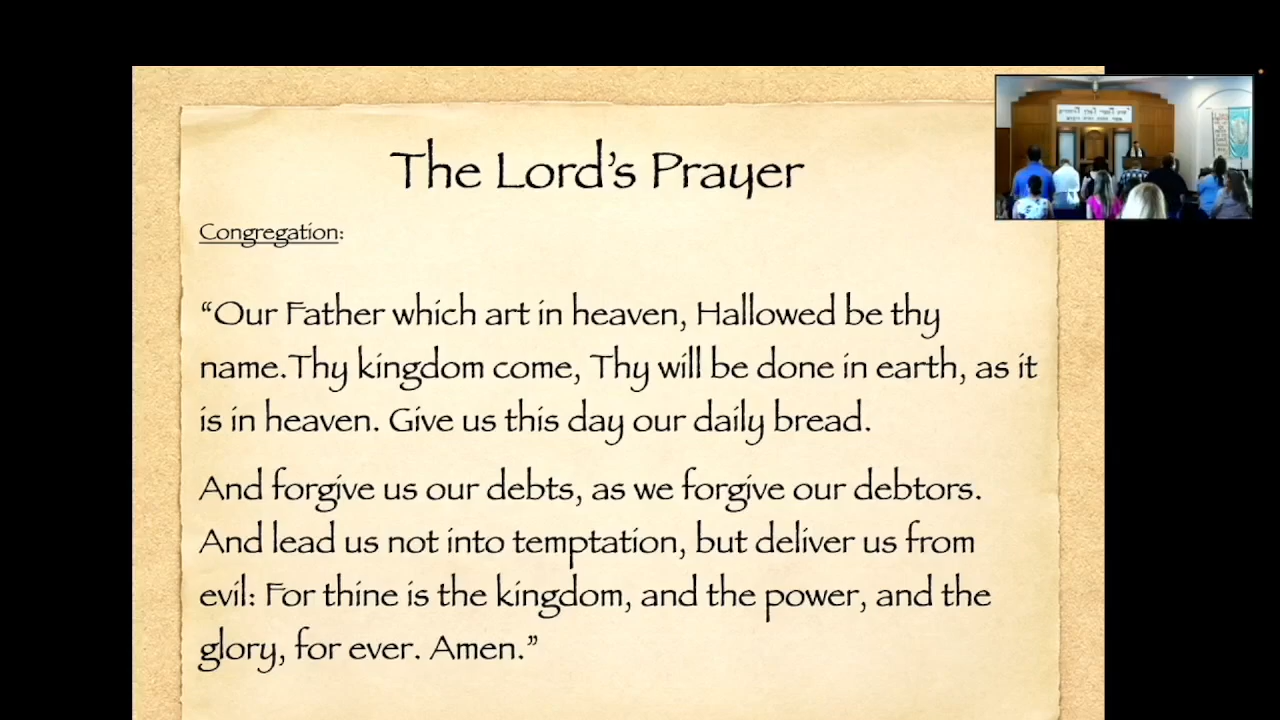 The Lord's Prayer
Congregation:
“Our Father which art in heaven, Hallowed be thy
name.Thy kingdom come, Thy will be done in earth, as it
is in heaven. Give us this day our daily bread.
And forgive us our debts, as we forgive our debtors.
And lead us not into temptation, but deliver us from
evil: For thine is the kingdom, and the power, and the
glory, for ever. Amen.”